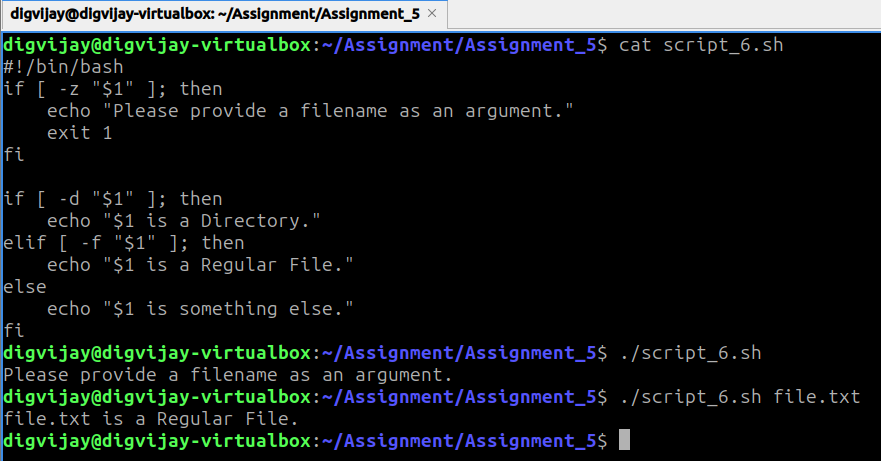 digvijay@digvijay-virtualbox: ~/Assignment/Assignment_5 ×
digvijay@digvijay-virtualbox:~/Assignment/Assignment_5$ cat script_6.sh
#!/bin/bash
if [ -z "$1" ]; then
    echo "Please provide a filename as an argument."
    exit 1
fi

if [ -d "$1" ]; then
    echo "$1 is a Directory."
elif [ -f "$1" ]; then
    echo "$1 is a Regular File."
else
    echo "$1 is something else."
fi
digvijay@digvijay-virtualbox:~/Assignment/Assignment_5$ ./script_6.sh
Please provide a filename as an argument.
digvijay@digvijay-virtualbox:~/Assignment/Assignment_5$ ./script_6.sh file.txt
file.txt is a Regular File.
digvijay@digvijay-virtualbox:~/Assignment/Assignment_5$